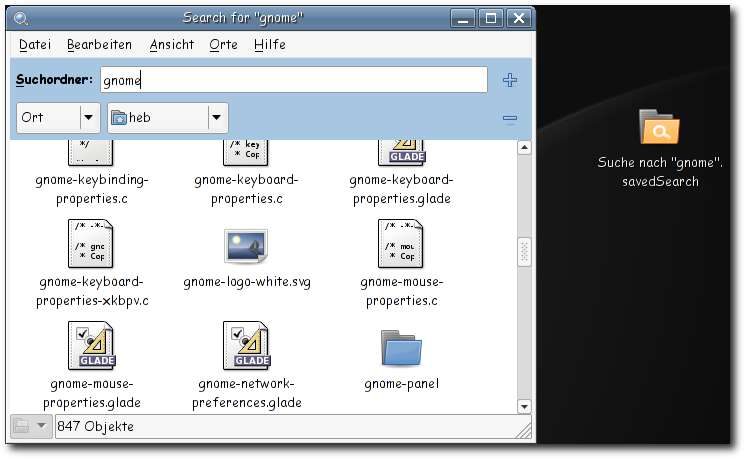 Search for "gnome"
Datei Bearbeiten Ansicht Orte Hilfe
Suchordner: gnome
Ort heb
*/
/* key
* Cop
GLADE
gnome-keybinding-
properties.c
gnome-keyboard-
properties.c
gnome-keyboard-
properties.glade
/* -*-
/* gno
* Cop
/* -*-
/* mou
* Cop
gnome-keyboard-
properties-xkbpv.c
gnome-logo-white.svg
gnome-mouse-
properties.c
GLADE
GLADE
gnome-mouse-
properties.glade
gnome-network-
preferences.glade
gnome-panel
847 Objekte
Suche nach "gnome".
savedSearch